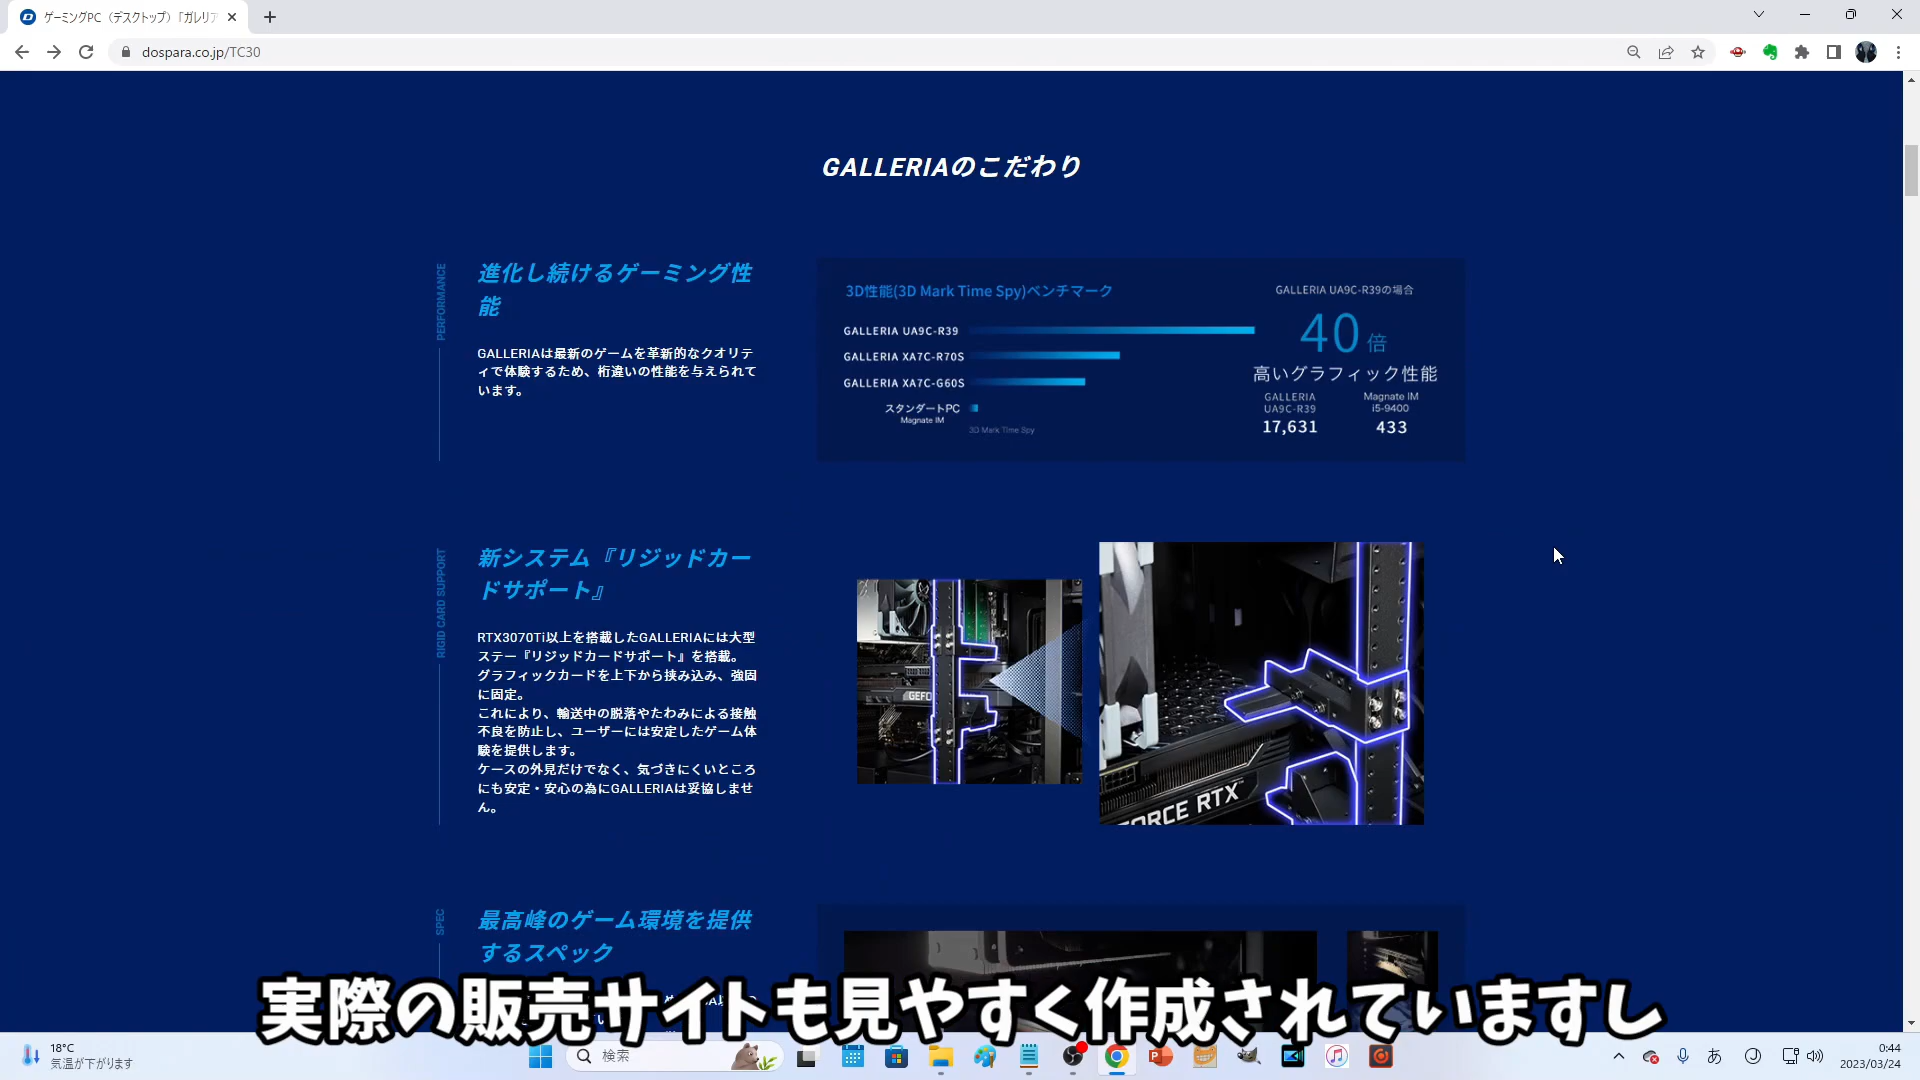 ゲーミングPC（デスクトップ）「ガレリア
dospara.co.jp/TC30
GALLERIAのこだわり
PERFORMANCE
進化し続けるゲーミング性
能
GALLERIAは最新のゲームを革新的なクオリテ
ィで体験するため、桁違いの性能を与えられて
います。
3D性能(3D Mark Time Spy)ベンチマーク
GALLERIA UA9C-R39
GALLERIA XA7C-R70S
GALLERIA XA7C-G60S
スタンダートPC
Magnate IM
3D Mark Time Spy
GALLERIA UA9C-R39の場合
40倍
高いグラフィック性能
GALLERIA
UA9C-R39
17,631
Magnate IM
i5-9400
433
RIGID CARD SUPPORT
新システム『リジッドカー
ドサポート』
RTX3070Ti以上を搭載したGALLERIAには大型
ステー『リジッドカードサポート』を搭載。
グラフィックカードを上下から挟み込み、強固
に固定。
これにより、輸送中の脱落やたわみによる接触
不良を防止し、ユーザーには安定したゲーム体
験を提供します。
ケースの外見だけでなく、気づきにくいところ
にも安定・安心の為にGALLERIAは妥協しませ
ん。
GEFO
FORCE RTX
SPEC
最高峰のゲーム環境を提供
するスペック
実際の販売サイトも見やすく作成されていますし
18°C
気温が下がります
検索
あ
0:44
2023/03/24